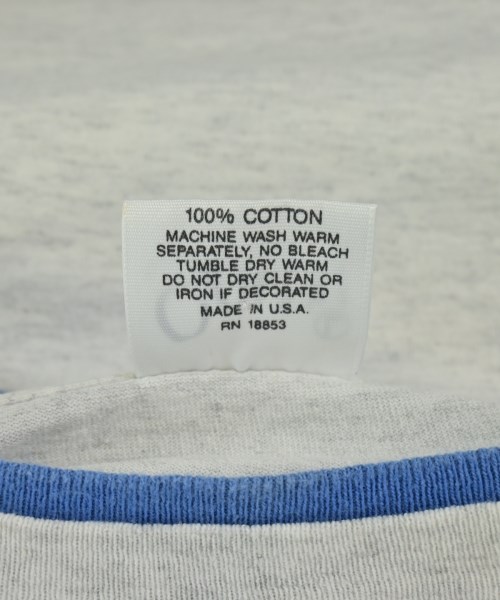 100% COTTON
MACHINE WASH WARM
SEPARATELY, NO BLEACH
TUMBLE DRY WARM
DO NOT DRY CLEAN OR
IRON IF DECORATED
MADE IN U.S.A.
RN 18853